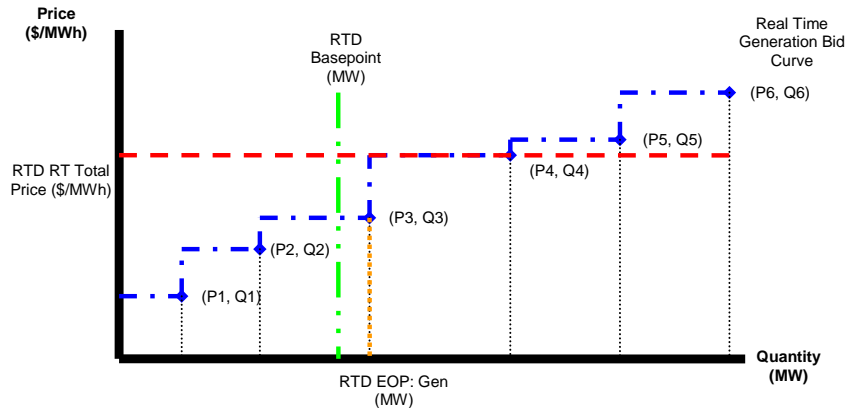 Price
($/MWh)
RTD
Basepoint
(MW)
Real Time
Generation Bid
Curve
(P6, Q6)
(P5, Q5)
RTD RT Total
Price ($/MWh)
(P4, Q4)
(P3, Q3)
(P2, Q2)
(P1, Q1)
Quantity
(MW)
RTD EOP: Gen
(MW)